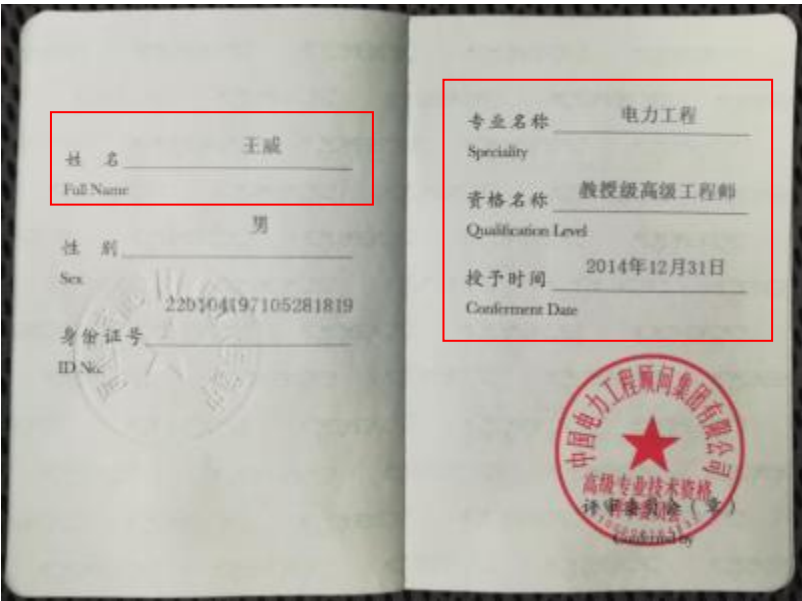 姓 名 王威
Full Name
性 别 男
Sex
220104197105281819
身份证号
ID No.
专业名称 电力工程
Speciality
资格名称 教授级高级工程师
Qualification Level
授予时间 2014年12月31日
Conferment Date
中国电力工程顾问集团有限公司
高级专业技术资格
评审委员会（章）
Conferred by